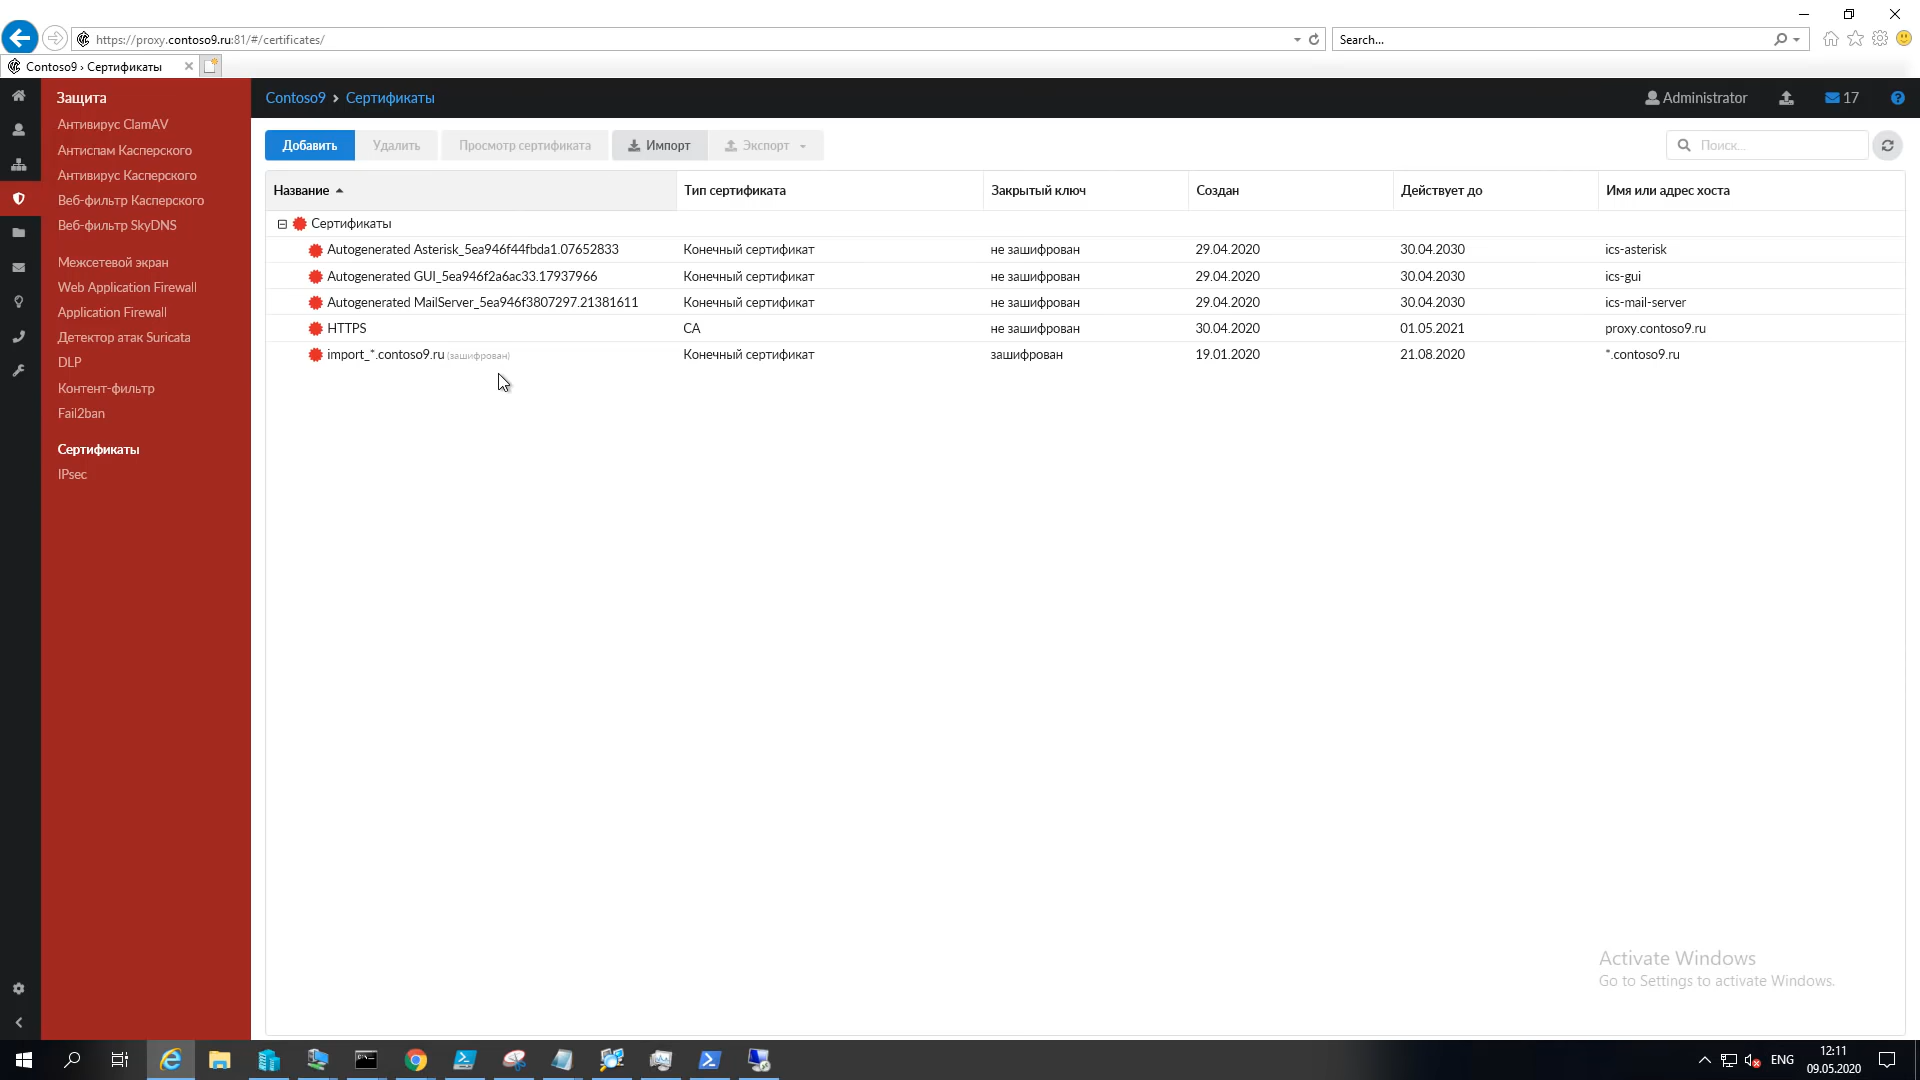 https://proxy.contoso9.ru:81/#/certificates/
Search...
Contoso9 › Сертификаты
Защита
Антивирус ClamAV
Антиспам Касперского
Антивирус Касперского
Веб-фильтр Касперского
Веб-фильтр SkyDNS
Межсетевой экран
Web Application Firewall
Application Firewall
Детектор атак Suricata
DLP
Контент-фильтр
Fail2ban
Сертификаты
IPsec
Contoso9 › Сертификаты
Administrator
17
Добавить
Удалить
Просмотр сертификата
Импорт
Экспорт
Поиск...
Название Тип сертификата Закрытый ключ Создан Действует до Имя или адрес хоста
Сертификаты
Autogenerated Asterisk_5ea946f44fbda1.07652833 Конечный сертификат не зашифрован 29.04.2020 30.04.2030 ics-asterisk
Autogenerated GUI_5ea946f2a6ac33.17937966 Конечный сертификат не зашифрован 29.04.2020 30.04.2030 ics-gui
Autogenerated MailServer_5ea946f3807297.21381611 Конечный сертификат не зашифрован 29.04.2020 30.04.2030 ics-mail-server
HTTPS CA не зашифрован 30.04.2020 01.05.2021 proxy.contoso9.ru
import_*.contoso9.ru (зашифрован) Конечный сертификат зашифрован 19.01.2020 21.08.2020 *.contoso9.ru
Activate Windows
Go to Settings to activate Windows.
ENG
12:11
09.05.2020